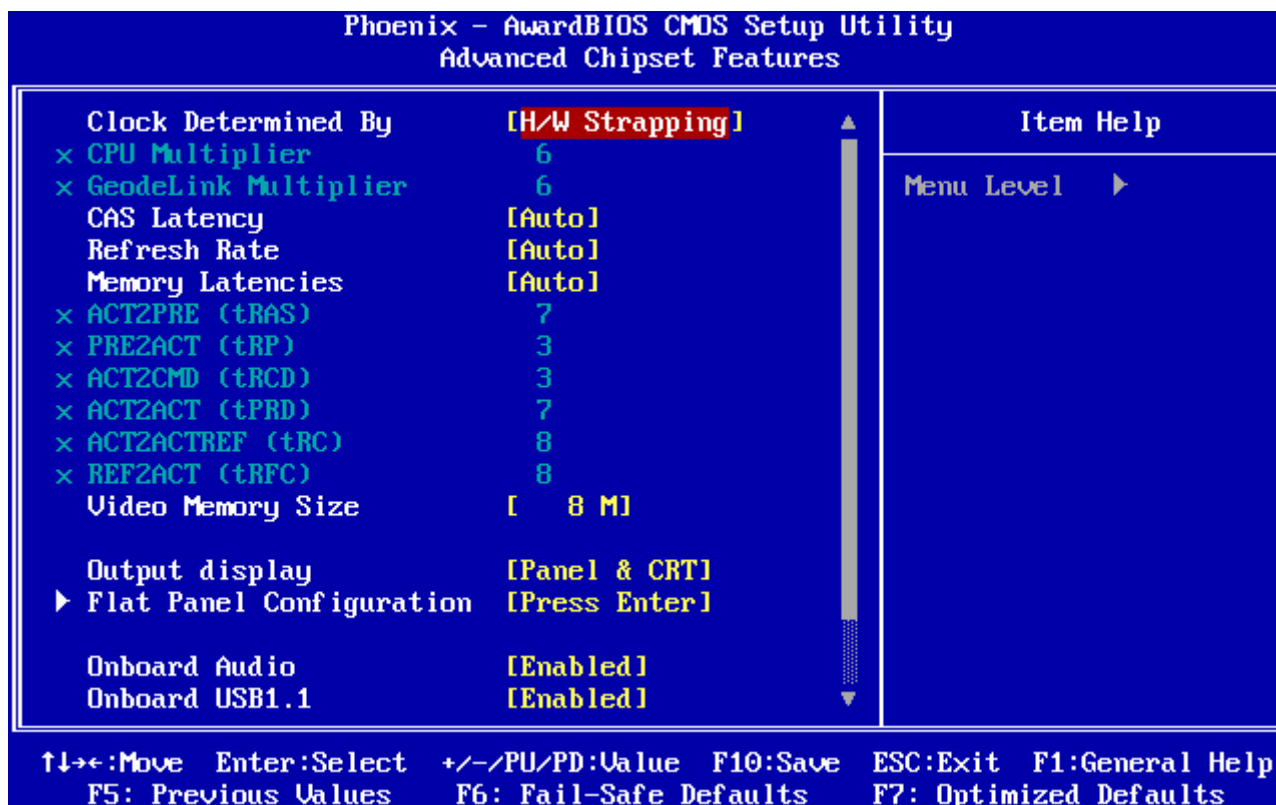 Phoenix - AwardBIOS CMOS Setup Utility
Advanced Chipset Features
Clock Determined By [H/W Strapping]
x CPU Multiplier 6
x GeodeLink Multiplier 6
CAS Latency [Auto]
Refresh Rate [Auto]
Memory Latencies [Auto]
x ACT2PRE (tRAS) 7
x PRE2ACT (tRP) 3
x ACT2CMD (tRCD) 3
x ACT2ACT (tPRD) 7
x ACT2ACTREF (tRC) 8
x REF2ACT (tRFC) 8
Video Memory Size [ 8 M]
Output display [Panel & CRT]
▶ Flat Panel Configuration [Press Enter]
Onboard Audio [Enabled]
Onboard USB1.1 [Enabled]
Item Help
Menu Level ▶
↑↓→←:Move Enter:Select +/-/PU/PD:Value F10:Save ESC:Exit F1:General Help
F5: Previous Values F6: Fail-Safe Defaults F7: Optimized Defaults